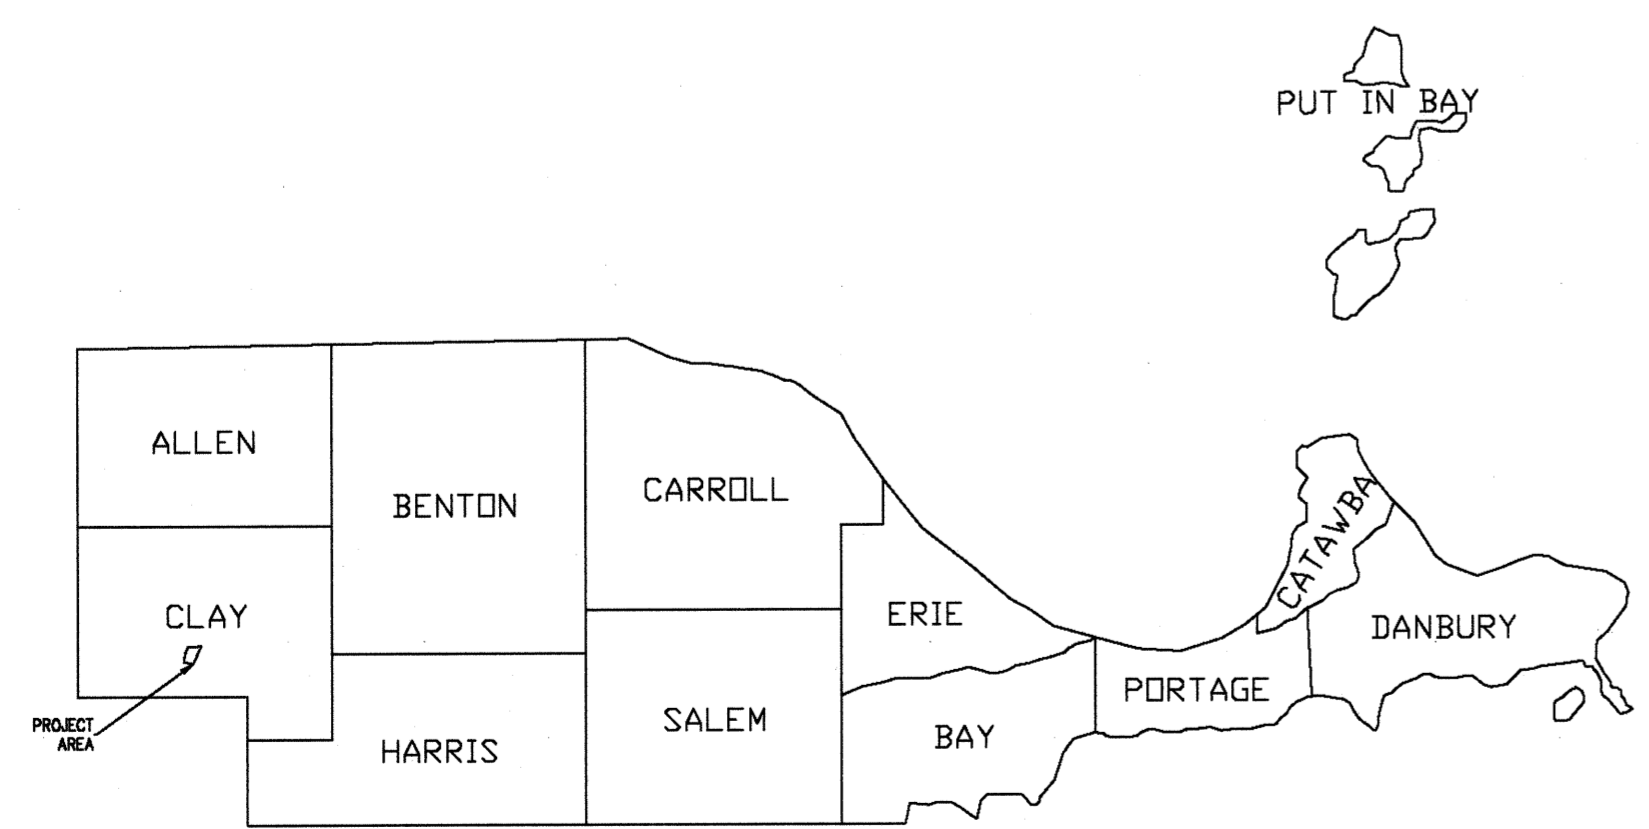 PUT IN BAY
ALLEN
BENTON
CARROLL
CATAWBA
CLAY
ERIE
DANBURY
PORTAGE
SALEM
BAY
HARRIS
PROJECT
AREA